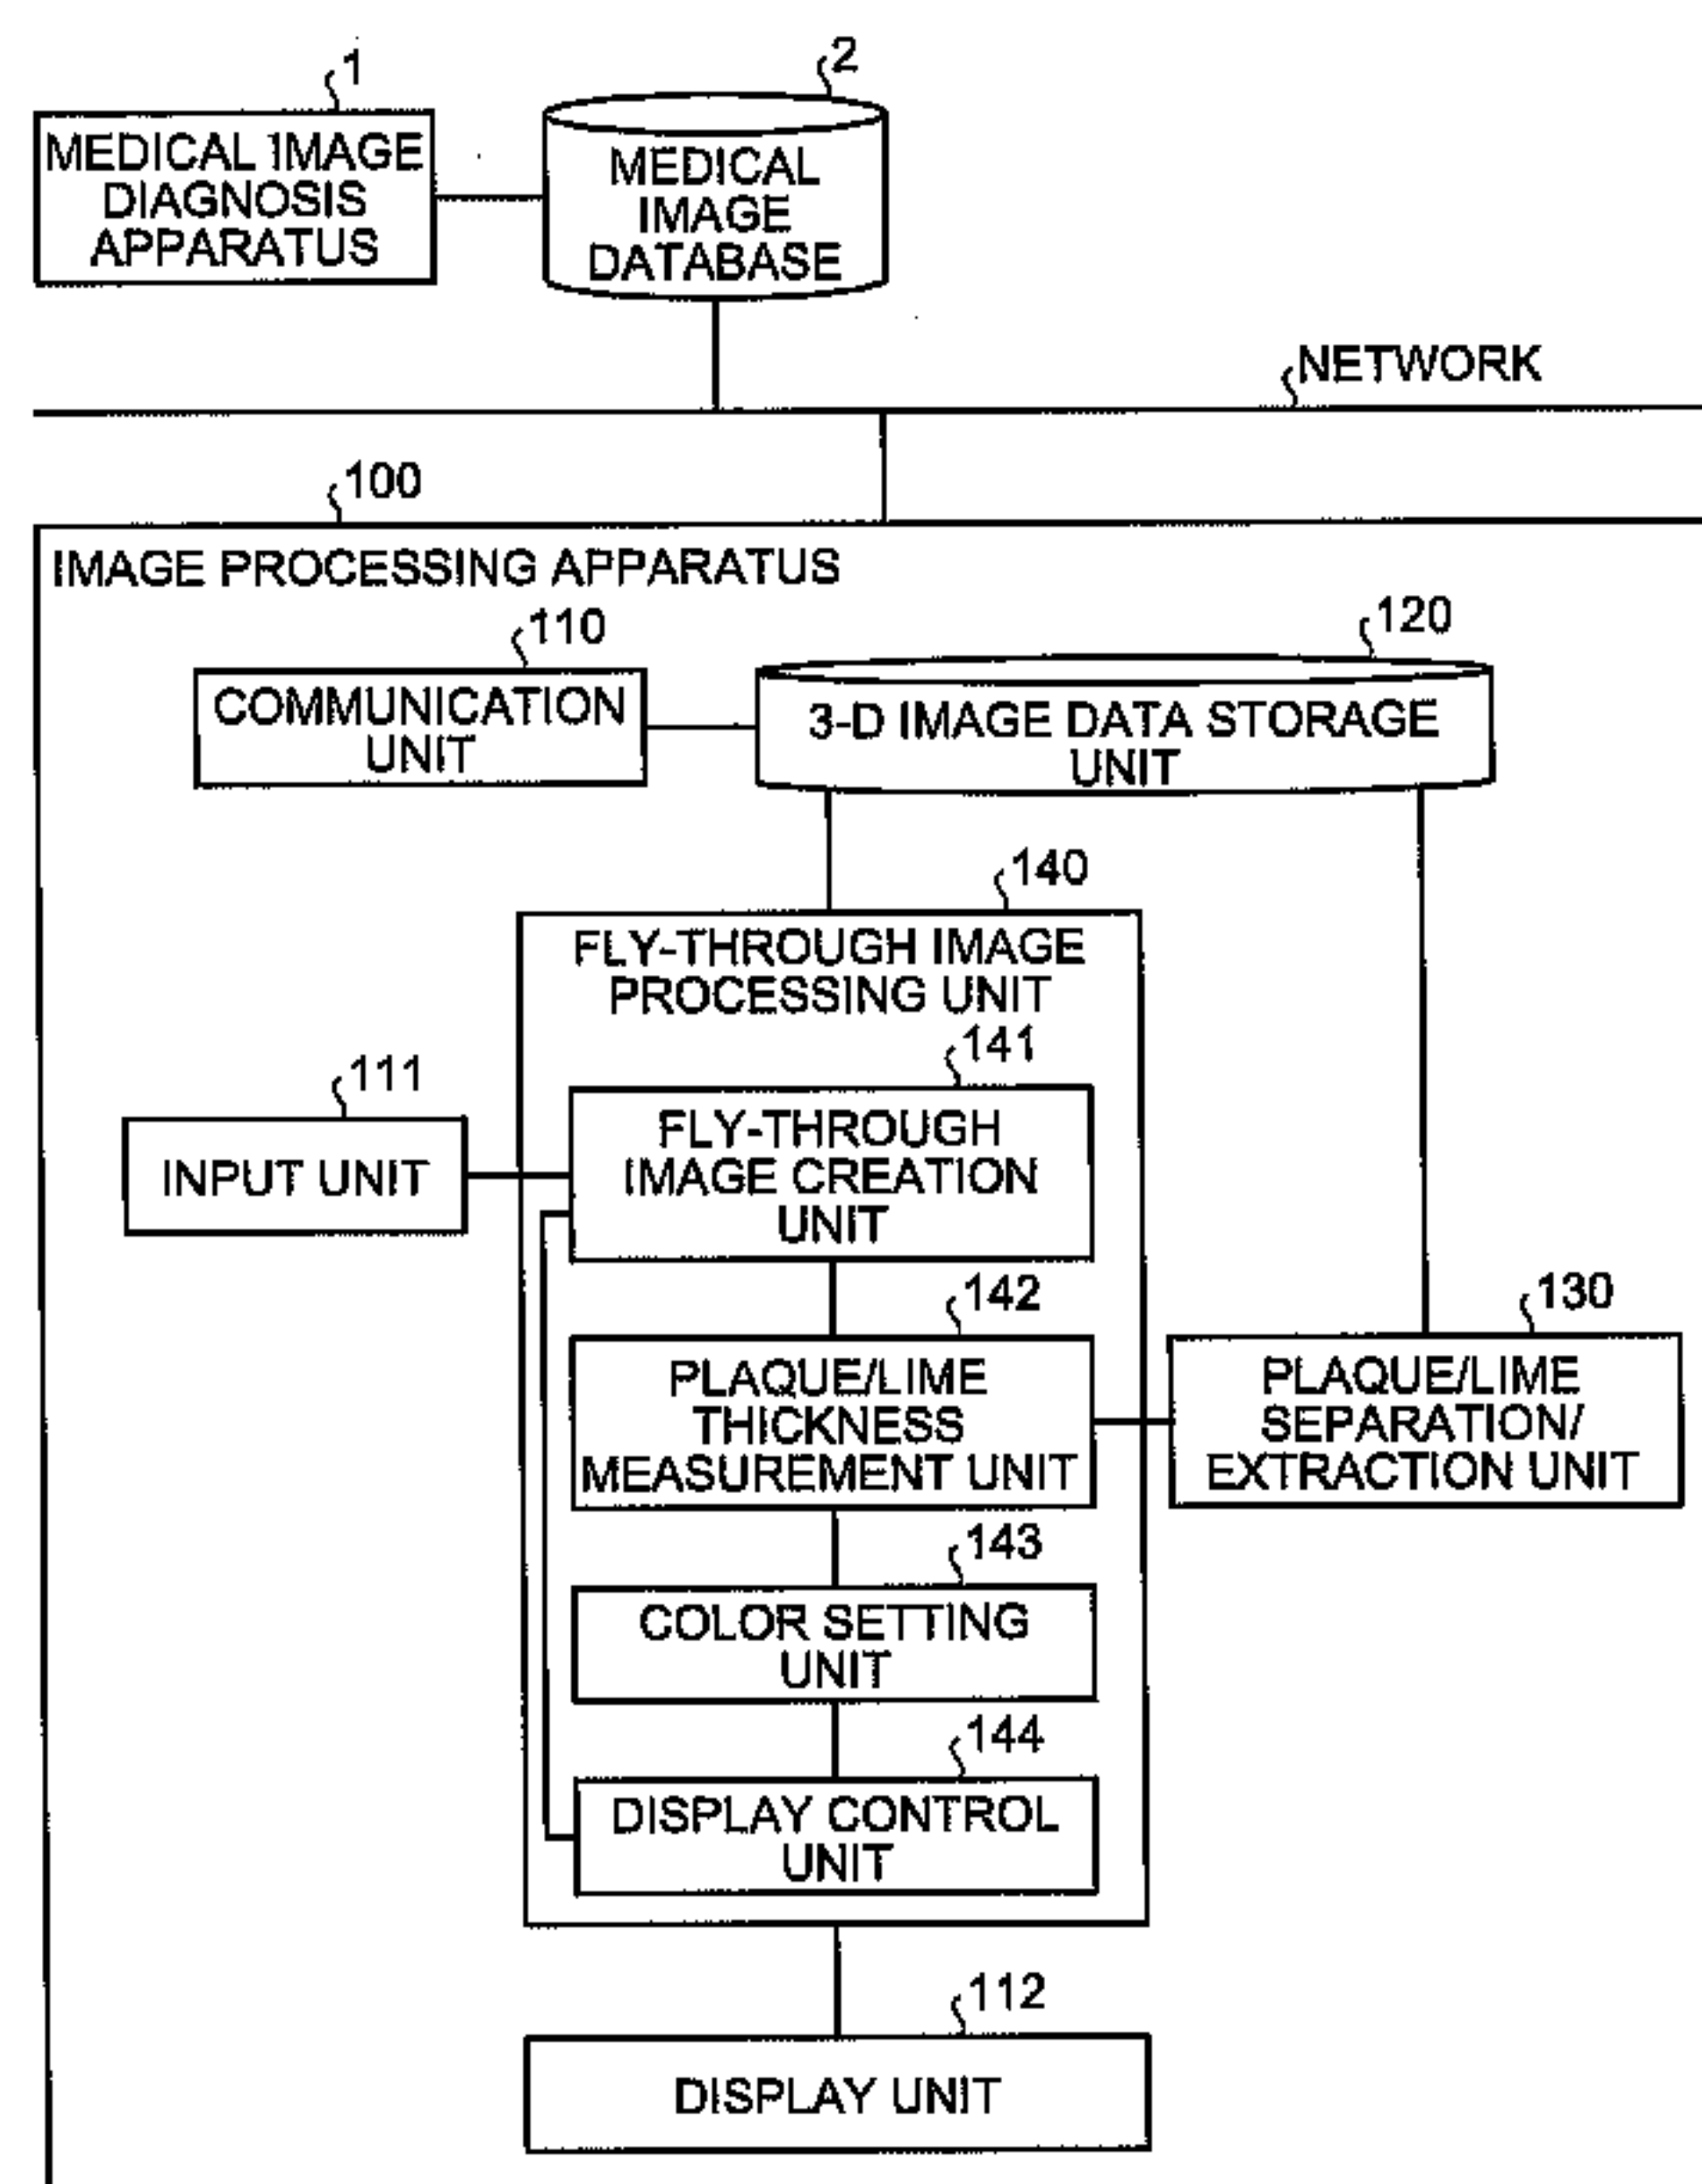 1
MEDICAL IMAGE
DIAGNOSIS
APPARATUS
2
MEDICAL
IMAGE
DATABASE
NETWORK
100
IMAGE PROCESSING APPARATUS
110
COMMUNICATION
UNIT
120
3-D IMAGE DATA STORAGE
UNIT
140
FLY-THROUGH IMAGE
PROCESSING UNIT
111
INPUT UNIT
141
FLY-THROUGH
IMAGE CREATION
UNIT
142
PLAQUE/LIME
THICKNESS
MEASUREMENT UNIT
130
PLAQUE/LIME
SEPARATION/
EXTRACTION UNIT
143
COLOR SETTING
UNIT
144
DISPLAY CONTROL
UNIT
112
DISPLAY UNIT